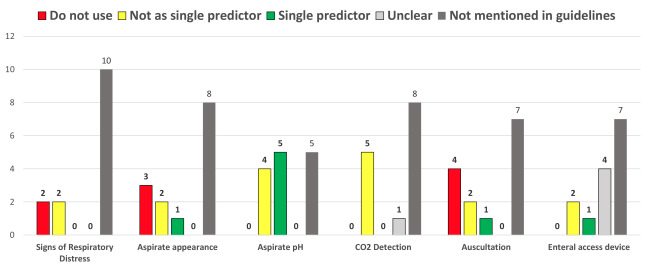 Do not use Not as single predictor Single predictor Unclear Not mentioned in guidelines
12
10
8
6
4
2
0
2 2 0 0 10
3 2 1 0 8
0 4 5 0 5
0 5 0 1 8
4 2 1 0 7
0 2 1 4 7
Signs of Respiratory
Distress
Aspirate appearance
Aspirate pH
CO2 Detection
Auscultation
Enteral access device